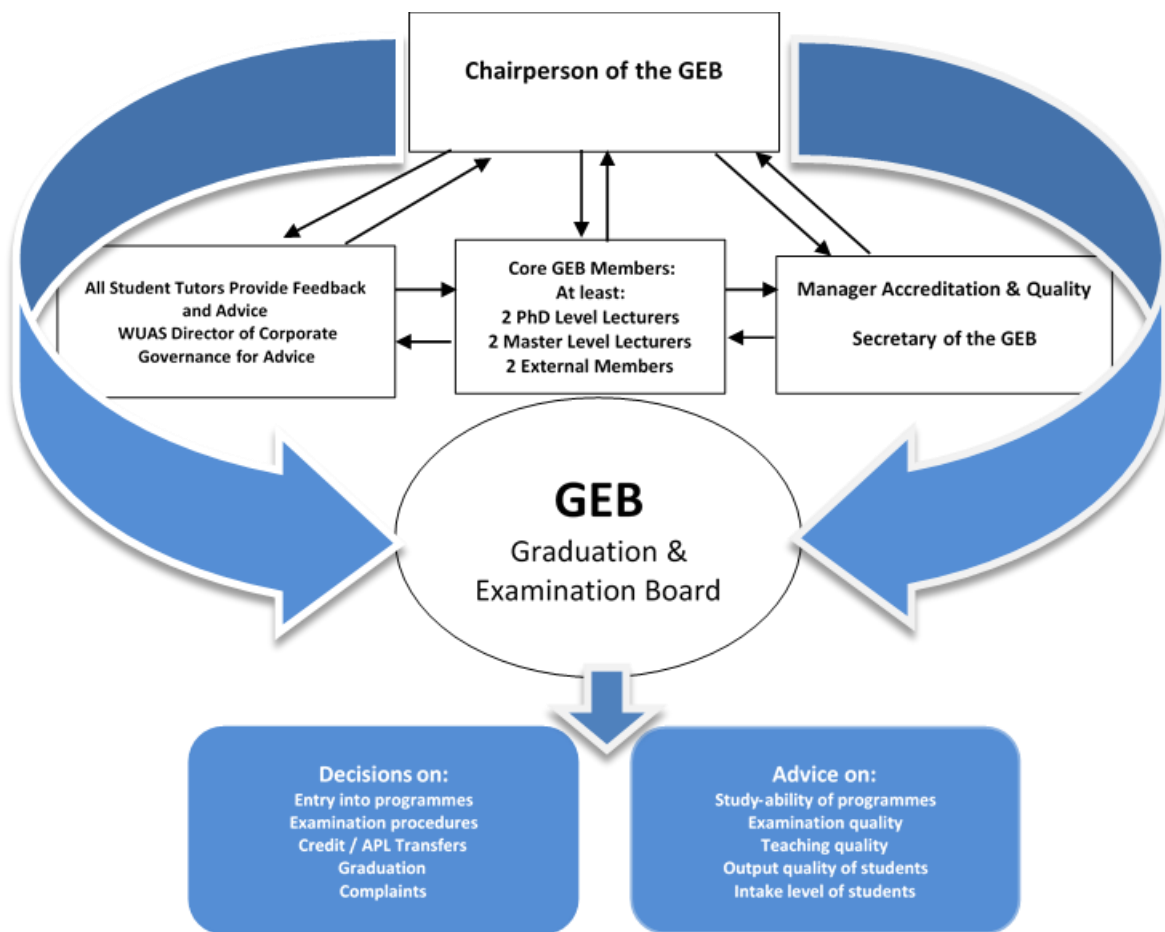 Chairperson of the GEB
All Student Tutors Provide Feedback
and Advice
WUAS Director of Corporate
Governance for Advice
Core GEB Members:
At least:
2 PhD Level Lecturers
2 Master Level Lecturers
2 External Members
Manager Accreditation & Quality
Secretary of the GEB
GEB
Graduation &
Examination Board
Decisions on:
Entry into programmes
Examination procedures
Credit / APL Transfers
Graduation
Complaints
Advice on:
Study-ability of programmes
Examination quality
Teaching quality
Output quality of students
Intake level of students